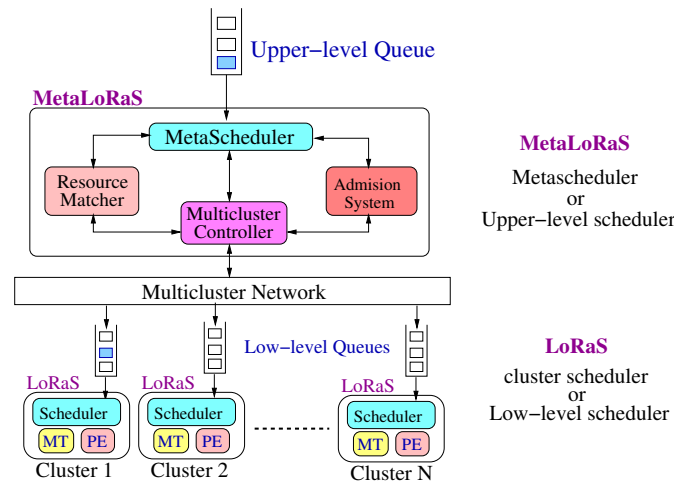 Upper-level Queue
MetaLoRaS
MetaScheduler
Resource
Matcher
Admision
System
Multicluster
Controller
MetaLoRaS
Metascheduler
or
Upper-level scheduler
Multicluster Network
Low-level Queues
LoRaS
LoRaS
LoRaS
Scheduler
MT
PE
Cluster 1
Scheduler
MT
PE
Cluster 2
Scheduler
MT
PE
Cluster N
LoRaS
cluster scheduler
or
Low-level scheduler